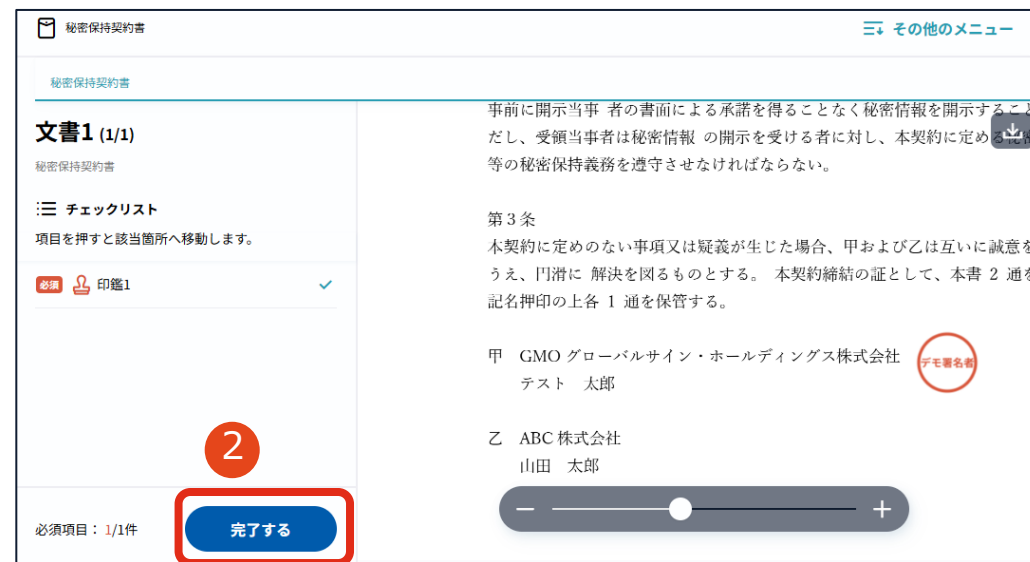 秘密保持契約書
その他のメニュー
秘密保持契約書
文書1 (1/1)
秘密保持契約書
チェックリスト
項目を押すと該当箇所へ移動します。
必須 印鑑1
2
必須項目： 1/1件
完了する
事前に開示当事 者の書面による承諾を得ることなく秘密情報を開示すること
だし、受領当事者は秘密情報 の開示を受ける者に対し、本契約に定める
等の秘密保持義務を遵守させなければならない。
第３条
本契約に定めのない事項又は疑義が生じた場合、甲および乙は互いに誠意を
うえ、円滑に 解決を図るものとする。 本契約締結の証として、本書 2 通を
記名押印の上各 1 通を保管する。
甲 GMO グローバルサイン・ホールディングス株式会社
デモ署名者
テスト 太郎
乙 ABC 株式会社
山田 太郎